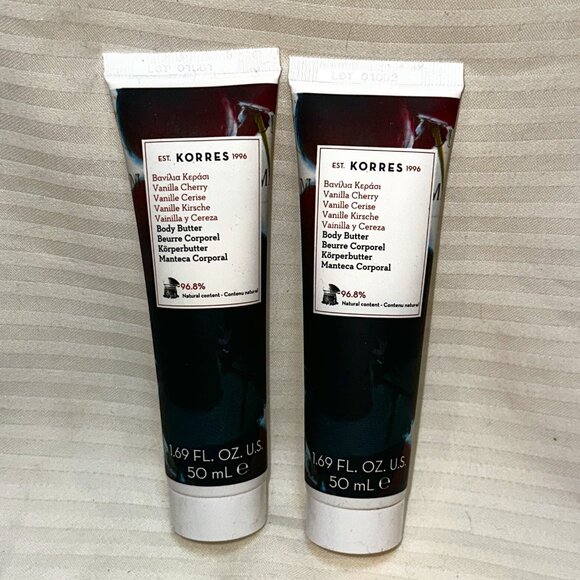 EST. KORRES 1996
Βανίλια Κεράσι
Vanilla Cherry
Vanille Cerise
Vanille Kirsche
Vainilla y Cereza
Body Butter
Beurre Corporel
Körperbutter
Manteca Corporal
96.8%
Natural content - Contenu naturel
1.69 FL. OZ. U.S.
50 mL ℮
LOT 01002
EST. KORRES 1996
Βανίλια Κεράσι
Vanilla Cherry
Vanille Cerise
Vanille Kirsche
Vainilla y Cereza
Body Butter
Beurre Corporel
Körperbutter
Manteca Corporal
96.8%
Natural content - Contenu naturel
1.69 FL. OZ. U.S.
50 mL ℮